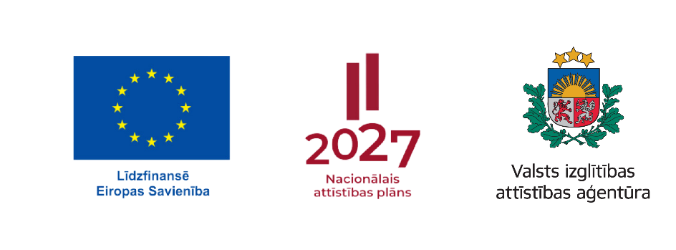 Līdzfinansē
Eiropas Savienība
2027
Nacionālais
attīstības plāns
Valsts izglītības
attīstības aģentūra